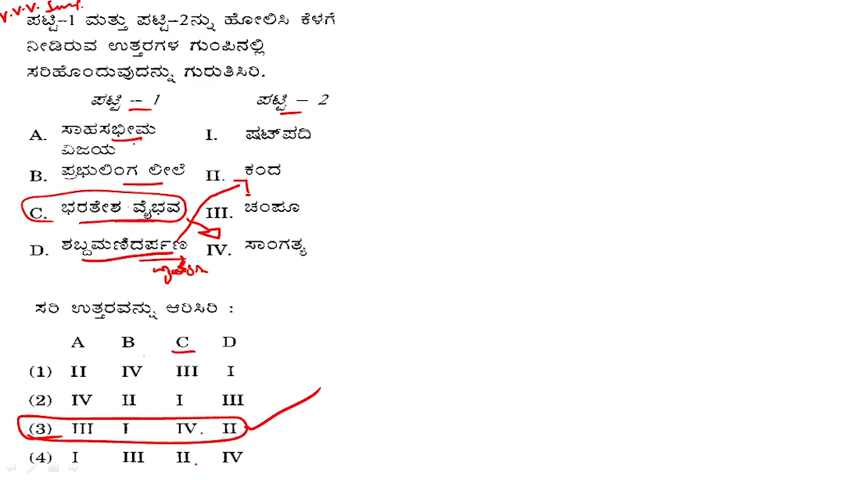 V.V.V. Imp
ಪಟ್ಟಿ-1 ಮತ್ತು ಪಟ್ಟಿ-2ನ್ನು ಹೋಲಿಸಿ ಕೆಳಗೆ
ನೀಡಿರುವ ಉತ್ತರಗಳ ಗುಂಪಿನಲ್ಲಿ
ಸರಿಹೊಂದುವುದನ್ನು ಗುರುತಿಸಿರಿ.
ಪಟ್ಟಿ – 1 ಪಟ್ಟಿ – 2
A. ಸಾಹಸಭೀಮ ವಿಜಯ I. ಷಟ್‌ಪದಿ
B. ಪ್ರಭುಲಿಂಗ ಲೀಲೆ II. ಕಂದ
C. ಭರತೇಶ ವೈಭವ III. ಚಂಪೂ
D. ಶಬ್ದಮಣಿದರ್ಪಣ IV. ಸಾಂಗತ್ಯ
ಸರಿ ಉತ್ತರವನ್ನು ಆರಿಸಿರಿ :
A B C D
(1) II IV III I
(2) IV II I III
(3) III I IV II
(4) I III II IV